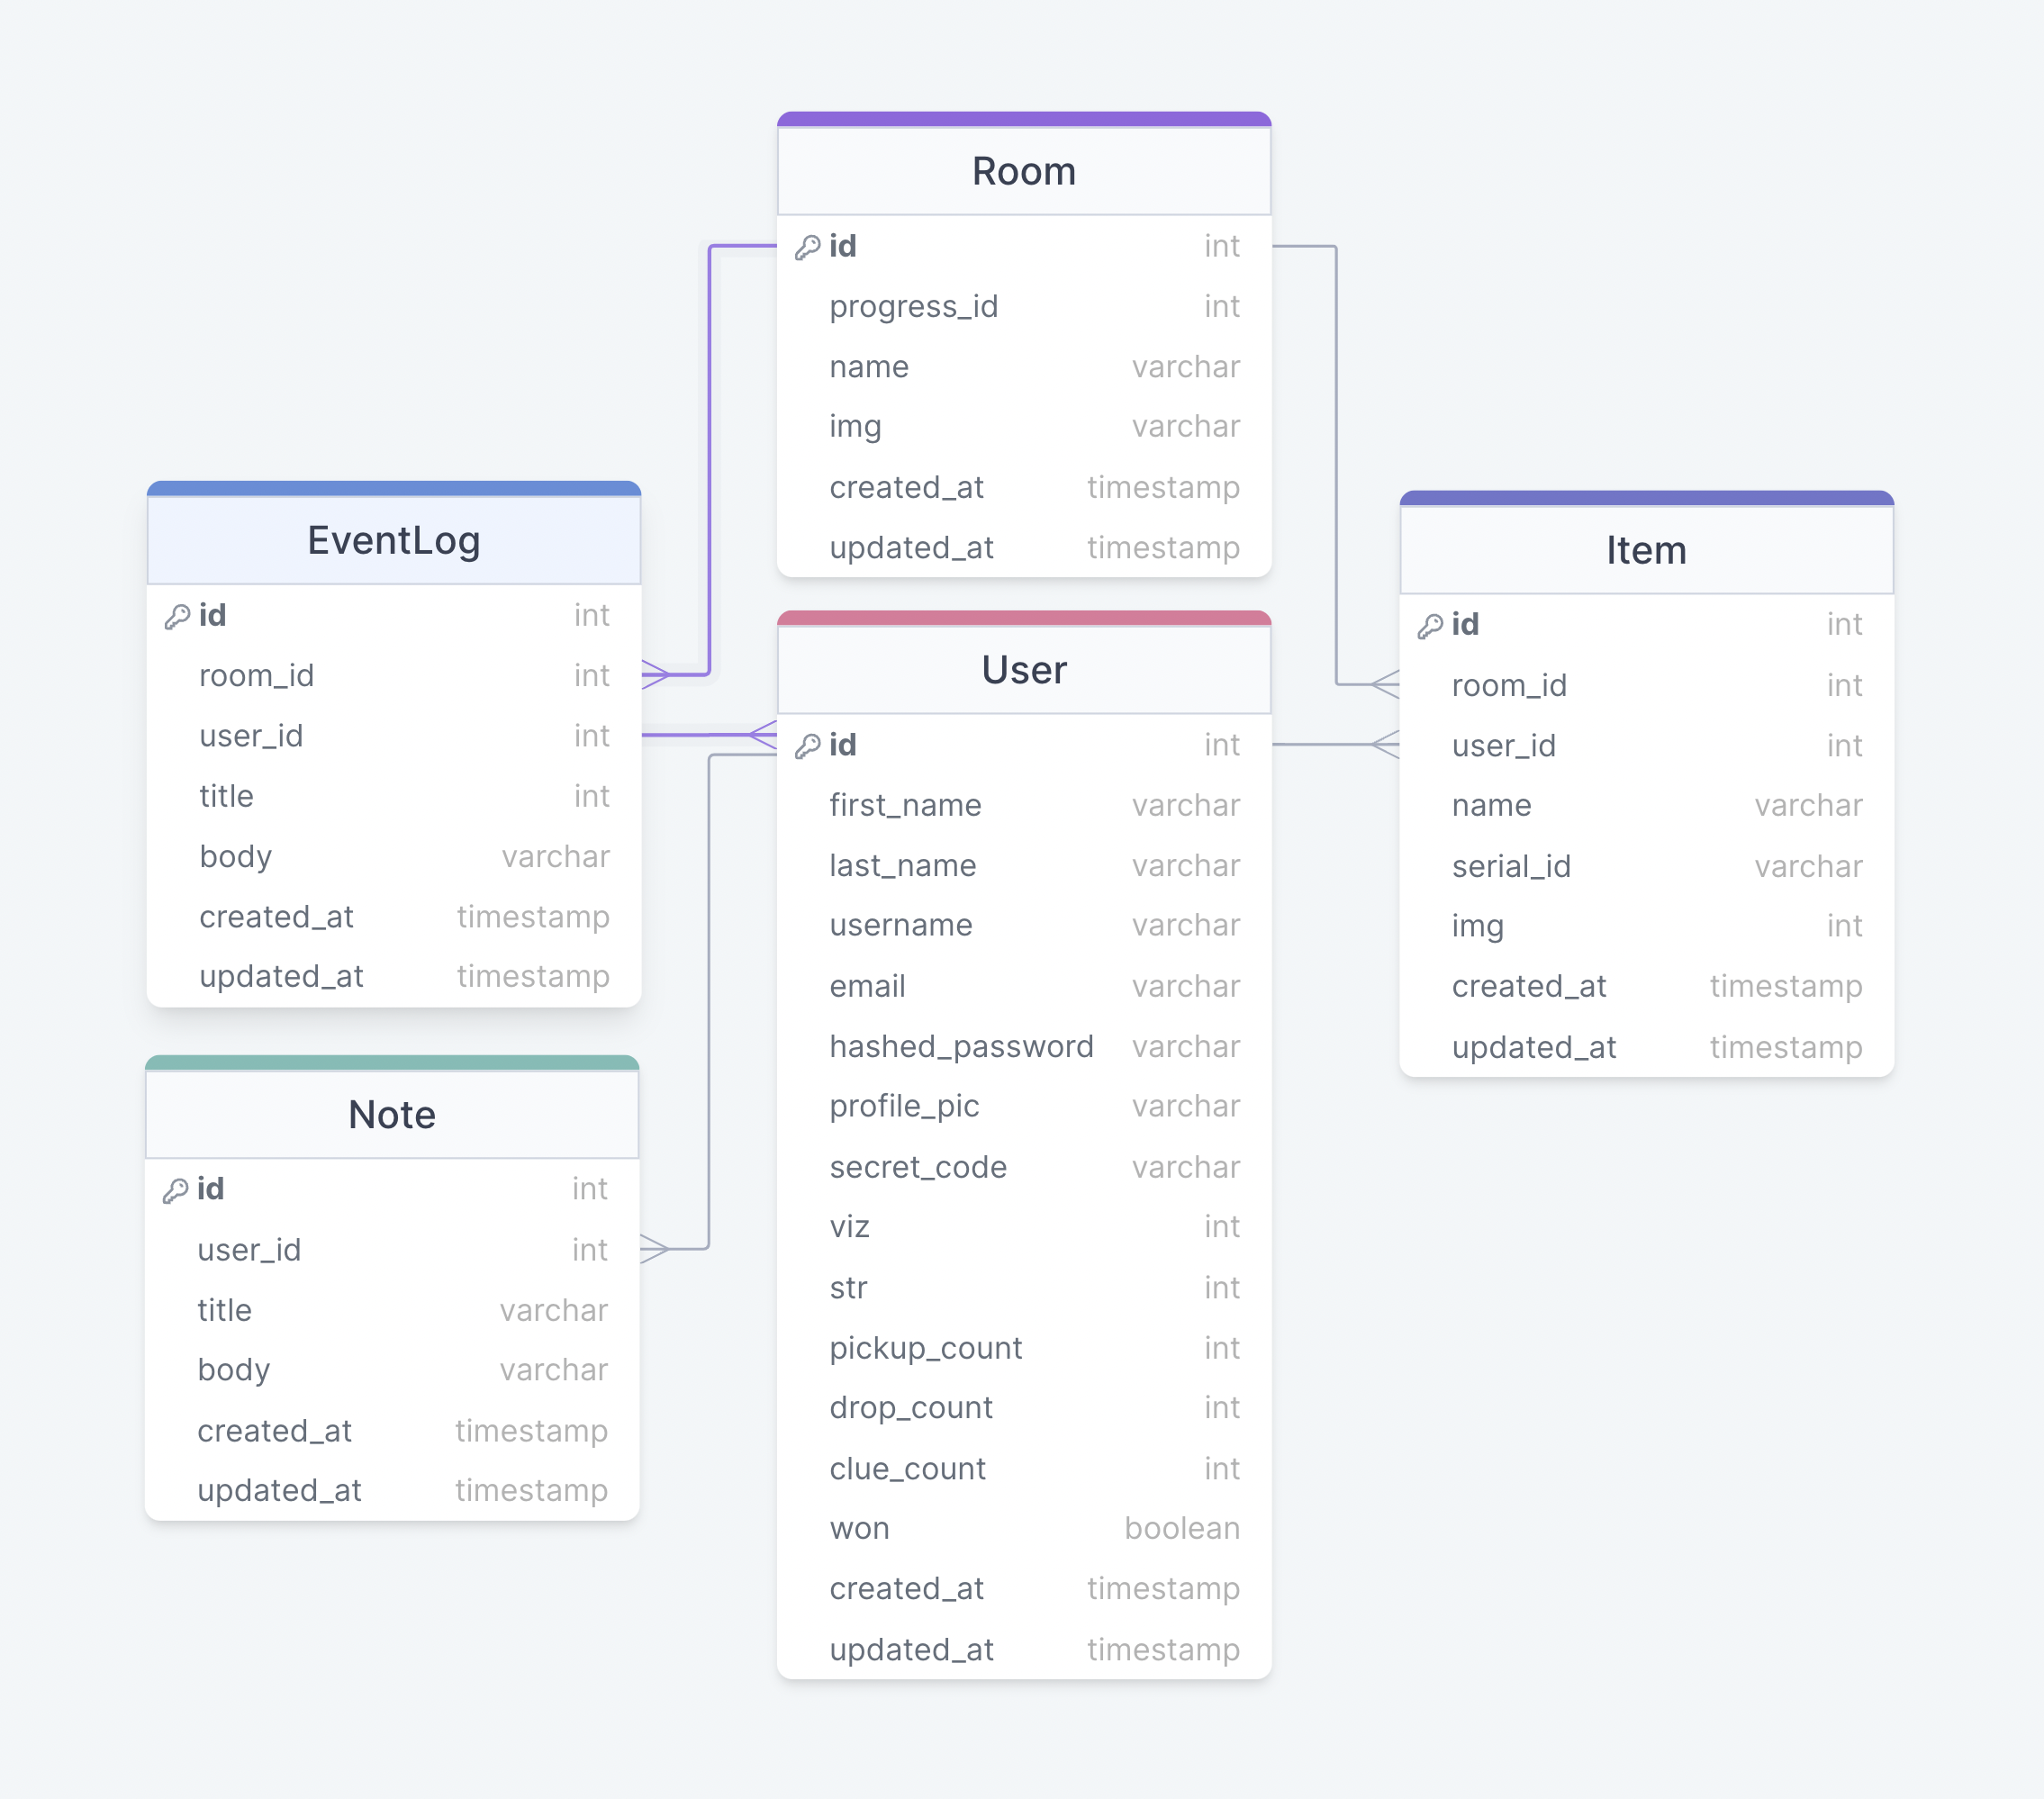 Room
id int
progress_id int
name varchar
img varchar
created_at timestamp
updated_at timestamp
EventLog
id int
room_id int
user_id int
title int
body varchar
created_at timestamp
updated_at timestamp
User
id int
first_name varchar
last_name varchar
username varchar
email varchar
hashed_password varchar
profile_pic varchar
secret_code varchar
viz int
str int
pickup_count int
drop_count int
clue_count int
won boolean
created_at timestamp
updated_at timestamp
Item
id int
room_id int
user_id int
name varchar
serial_id varchar
img int
created_at timestamp
updated_at timestamp
Note
id int
user_id int
title varchar
body varchar
created_at timestamp
updated_at timestamp